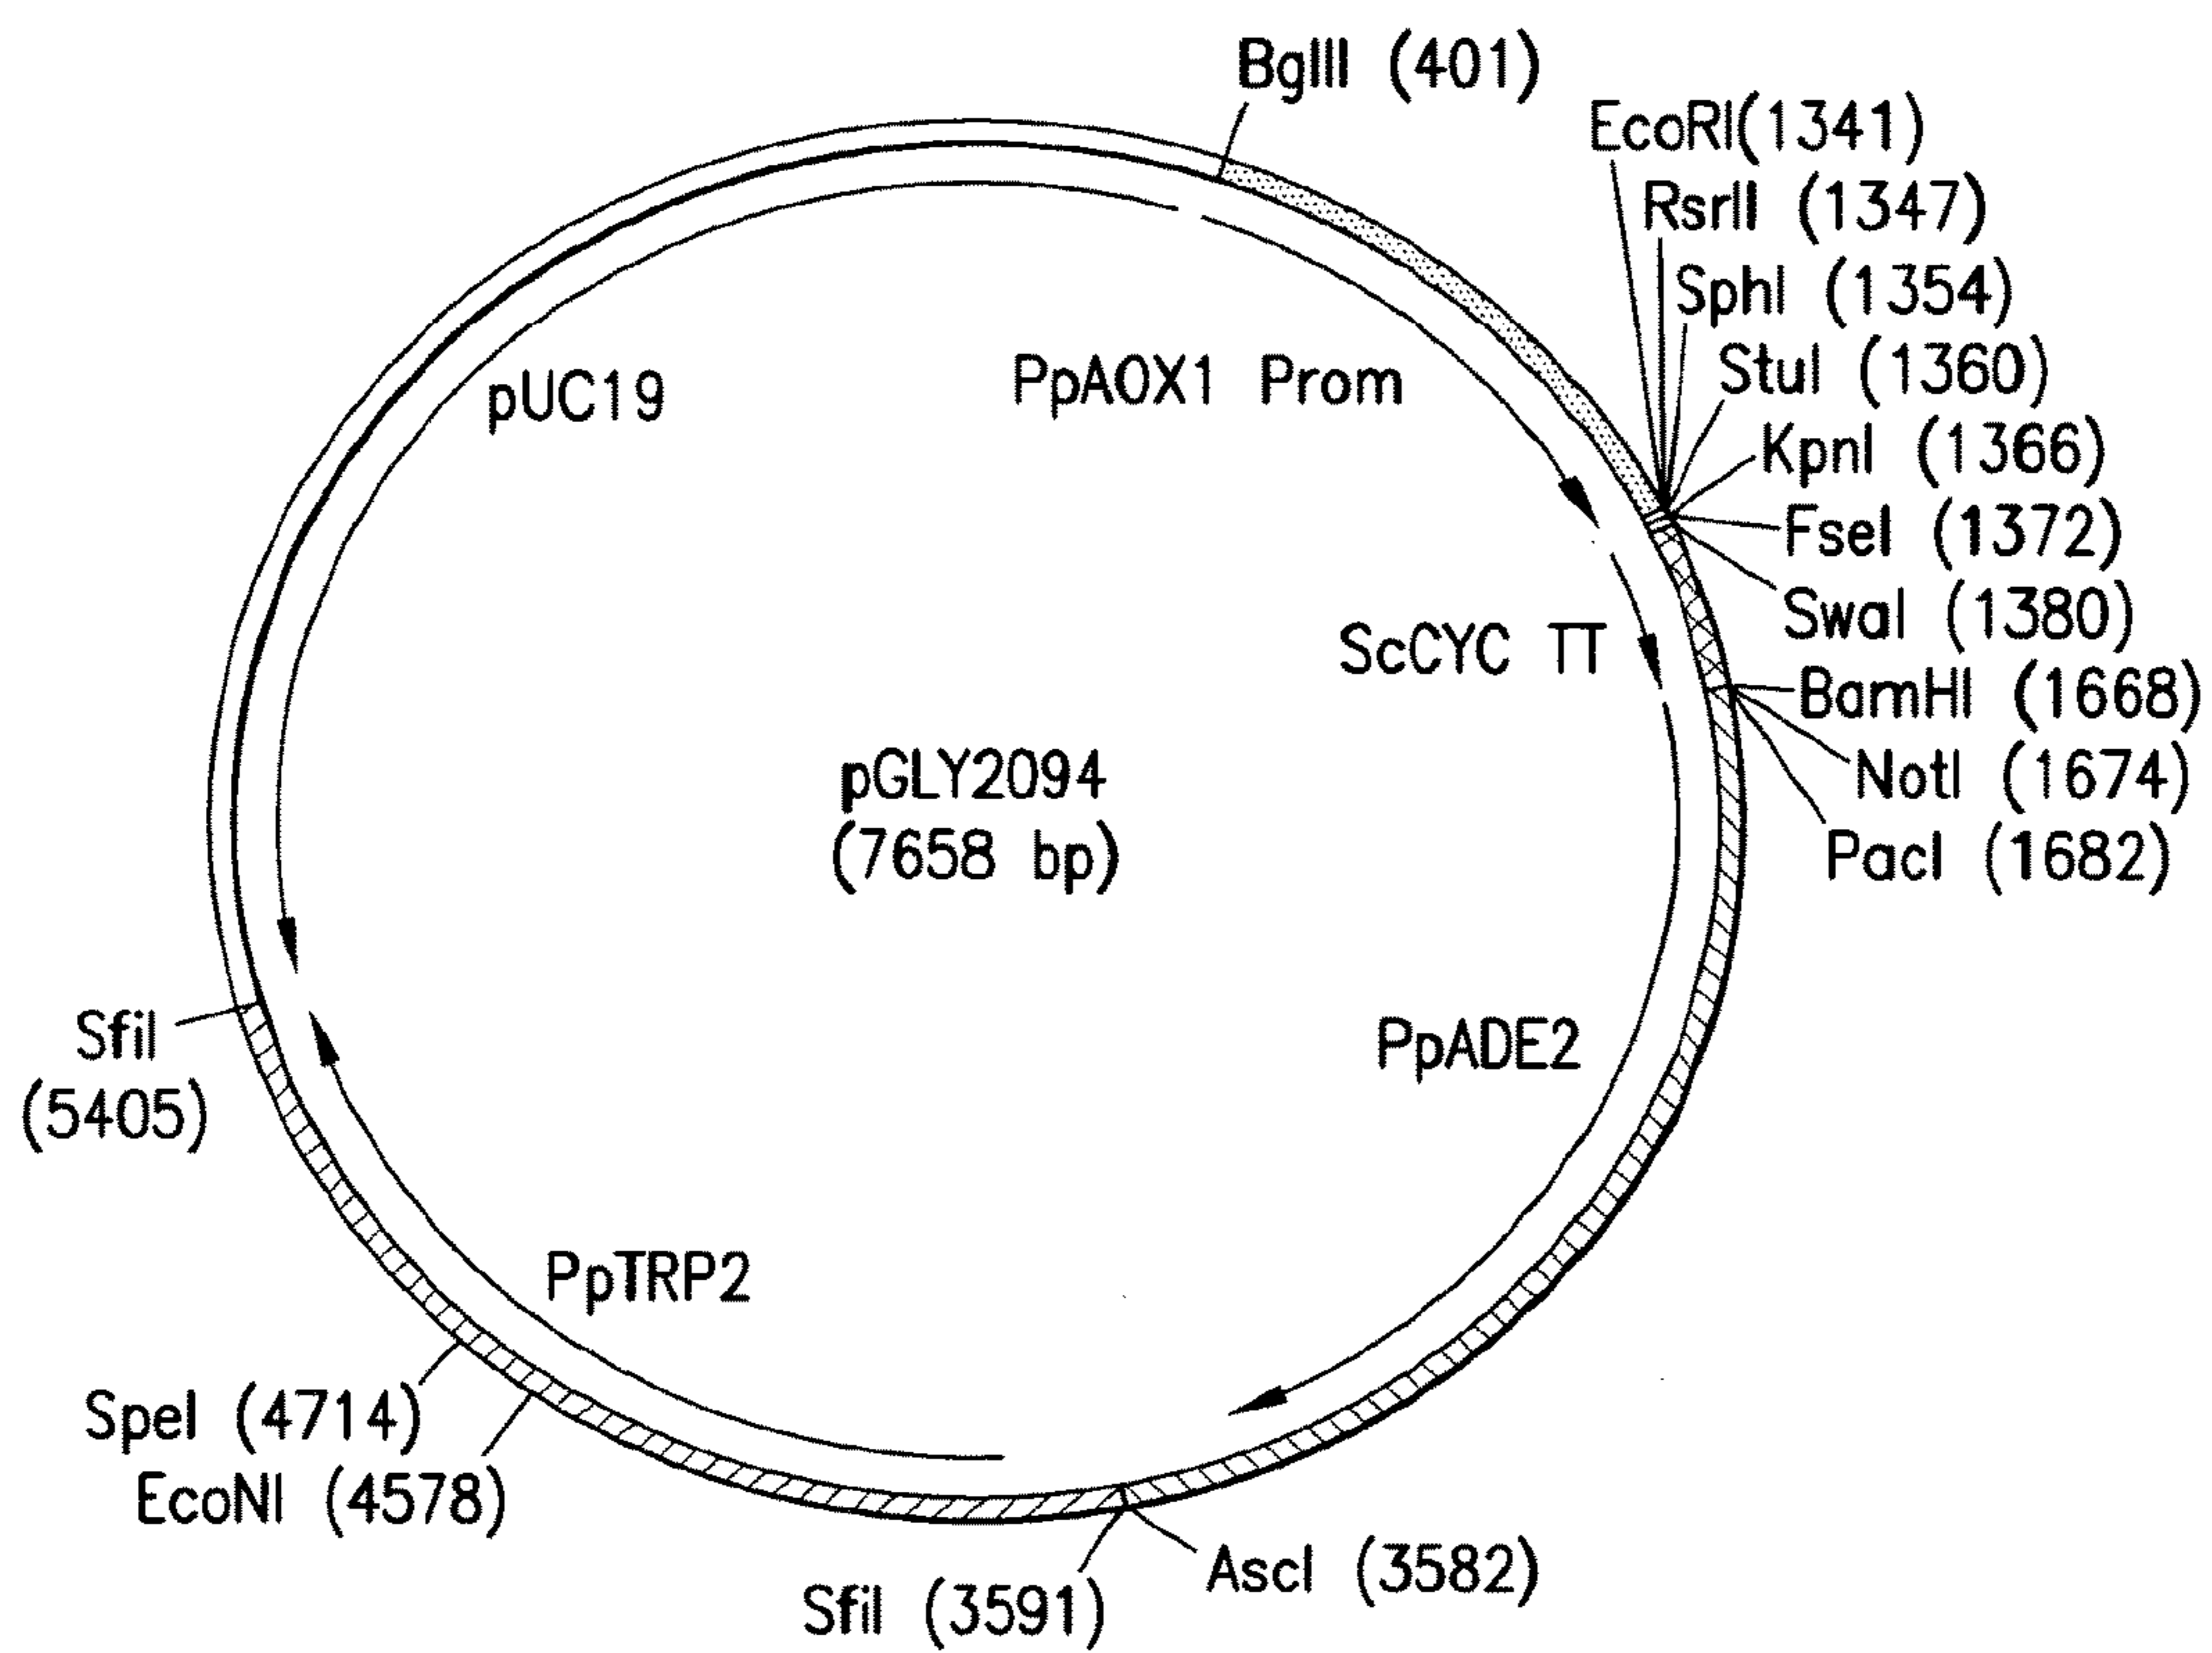 BglII (401)
EcoRI(1341)
RsrII (1347)
SphI (1354)
StuI (1360)
KpnI (1366)
FseI (1372)
SwaI (1380)
BamHI (1668)
NotI (1674)
PacI (1682)
pUC19
PpAOX1 Prom
ScCYC TT
pGLY2094
(7658 bp)
PpADE2
PpTRP2
SfiI
(5405)
SpeI (4714)
EcoNI (4578)
SfiI (3591)
AscI (3582)